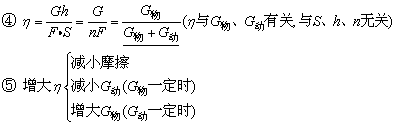 ④ η = Gh/F•S = G/nF = G物/G物 + G动 (η与G物、G动有关, 与S、h、n无关)
⑤ 增大η { 减小摩擦
减小G动 (G物一定时)
增大G物 (G动一定时)